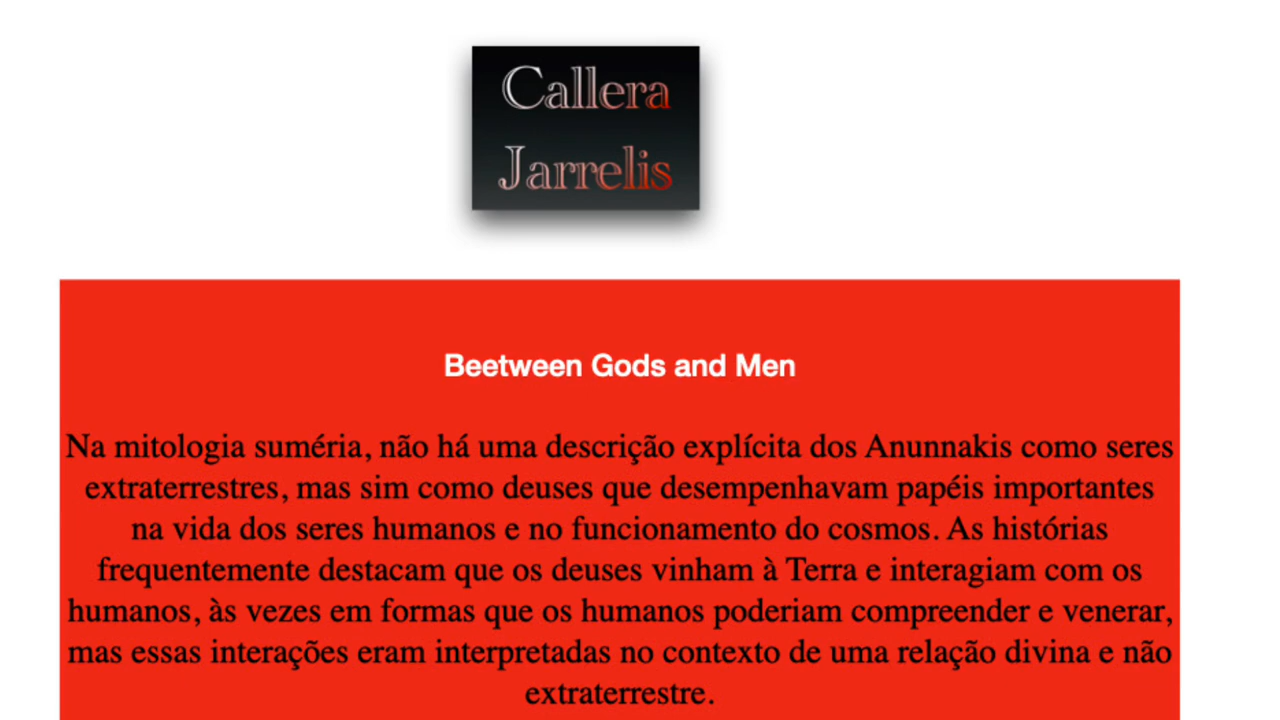 Callera
Jarrelis
Beetween Gods and Men
Na mitologia suméria, não há uma descrição explícita dos Anunnakis como seres
extraterrestres, mas sim como deuses que desempenhavam papéis importantes
na vida dos seres humanos e no funcionamento do cosmos. As histórias
frequentemente destacam que os deuses vinham à Terra e interagiam com os
humanos, às vezes em formas que os humanos poderiam compreender e venerar,
mas essas interações eram interpretadas no contexto de uma relação divina e não
extraterrestre.